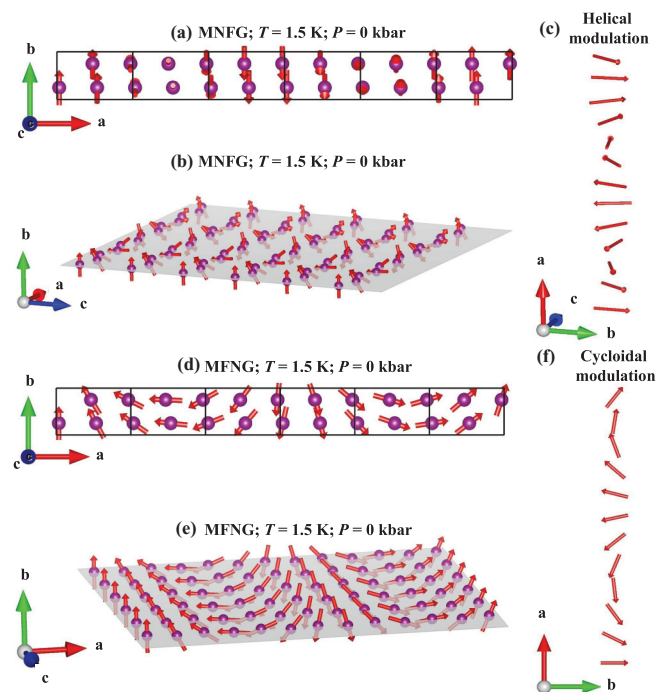 (a) MNFG; T = 1.5 K; P = 0 kbar
b
c
a
(b) MNFG; T = 1.5 K; P = 0 kbar
b
a
c
(c) Helical
modulation
a
c
b
(d) MFNG; T = 1.5 K; P = 0 kbar
b
c
a
(e) MFNG; T = 1.5 K; P = 0 kbar
b
a
c
(f) Cycloidal
modulation
a
b